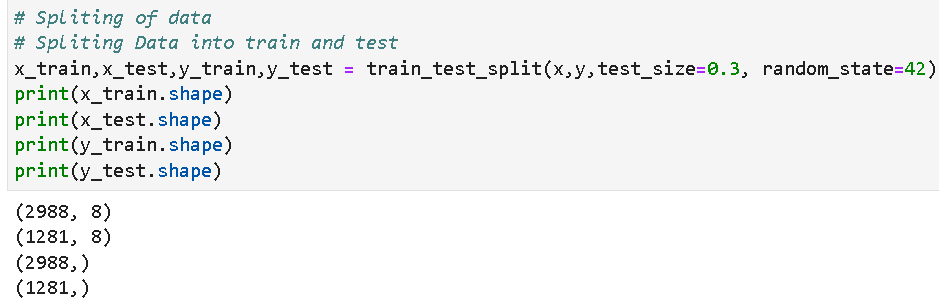 # Spliting of data
# Spliting Data into train and test
x_train,x_test,y_train,y_test = train_test_split(x,y,test_size=0.3, random_state=42)
print(x_train.shape)
print(x_test.shape)
print(y_train.shape)
print(y_test.shape)
(2988, 8)
(1281, 8)
(2988,)
(1281,)